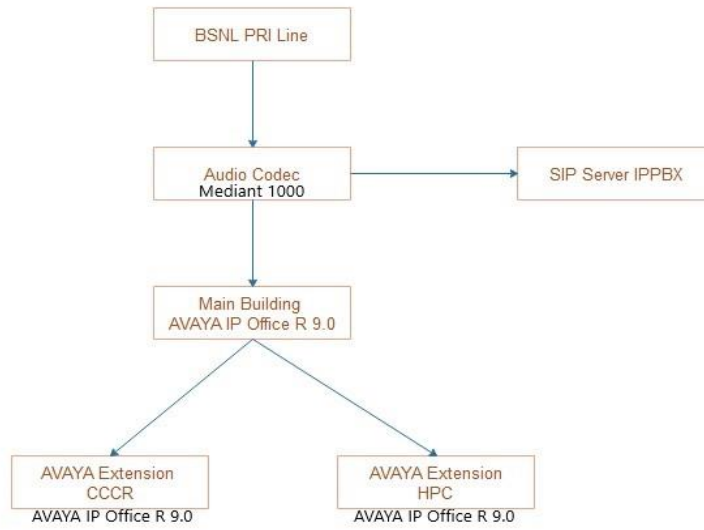 BSNL PRI Line
Audio Codec
Mediant 1000
SIP Server IPPBX
Main Building
AVAYA IP Office R 9.0
AVAYA Extension
CCCR
AVAYA IP Office R 9.0
AVAYA Extension
HPC
AVAYA IP Office R 9.0